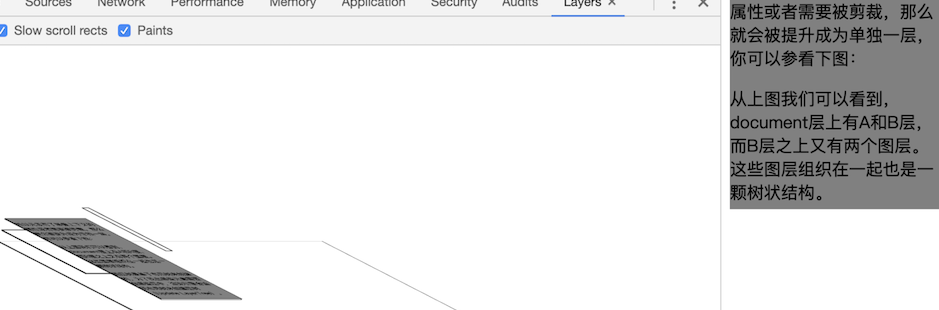 Sources Network Performance Memory Application Security Audits Layers ×
Slow scroll rects Paints
属性或者需要被剪裁，那么
就会被提升成为单独一层，
你可以参看下图：
从上图我们可以看到，
document层上有A和B层，
而B层之上又有两个图层。
这些图层组织在一起也是一
颗树状结构。